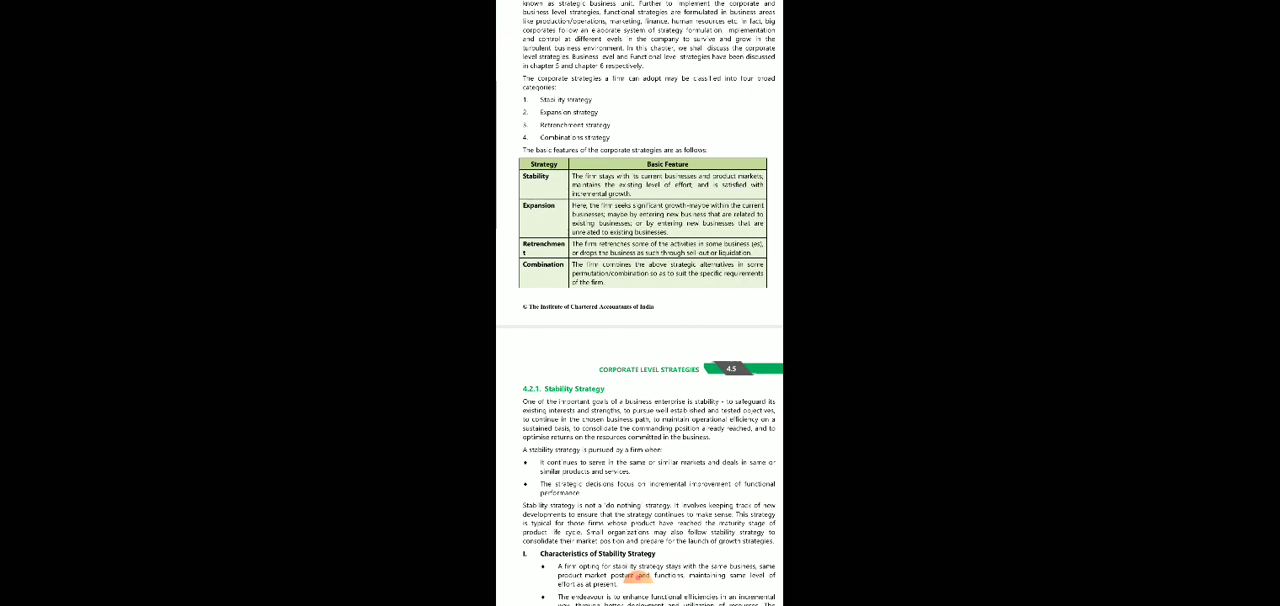 known as strategic business unit. Further to implement the corporate and
business level strategies, functional strategies are formulated in business areas
like production/operations, marketing, finance, human resources etc. In fact, big
corporates follow an elaborate system of strategy formulation, implementation
and control at different levels in the company to survive and grow in the
turbulent business environment. In this chapter, we shall discuss the corporate
level strategies. Business level and Functional level strategies have been discussed
in chapter 5 and chapter 6 respectively.
The corporate strategies a firm can adopt may be classified into four broad
categories:
1. Stability strategy
2. Expansion strategy
3. Retrenchment strategy
4. Combinations strategy
The basic features of the corporate strategies are as follows:
Strategy Basic Feature
Stability The firm stays with its current businesses and product markets;
maintains the existing level of effort; and is satisfied with
incremental growth.
Expansion Here, the firm seeks significant growth-maybe within the current
businesses; maybe by entering new business that are related to
existing businesses; or by entering new businesses that are
unrelated to existing businesses.
Retrenchmen The firm retrenches some of the activities in some business (es),
t or drops the business as such through sell-out or liquidation.
Combination The firm combines the above strategic alternatives in some
permutation/combination so as to suit the specific requirements
of the firm.
© The Institute of Chartered Accountants of India
CORPORATE LEVEL STRATEGIES 4.5
4.2.1. Stability Strategy
One of the important goals of a business enterprise is stability - to safeguard its
existing interests and strengths, to pursue well established and tested objectives,
to continue in the chosen business path, to maintain operational efficiency on a
sustained basis, to consolidate the commanding position already reached, and to
optimise returns on the resources committed in the business.
A stability strategy is pursued by a firm when:
• It continues to serve in the same or similar markets and deals in same or
similar products and services.
• The strategic decisions focus on incremental improvement of functional
performance
Stability strategy is not a 'do nothing' strategy. It involves keeping track of new
developments to ensure that the strategy continues to make sense. This strategy
is typical for those firms whose product have reached the maturity stage of
product life cycle. Small organizations may also follow stability strategy to
consolidate their market position and prepare for the launch of growth strategies.
I. Characteristics of Stability Strategy
• A firm opting for stability strategy stays with the same business, same
product-market posture and functions, maintaining same level of
effort as at present.
• The endeavour is to enhance functional efficiencies in an incremental
way, through better deployment and utilization of resources. The